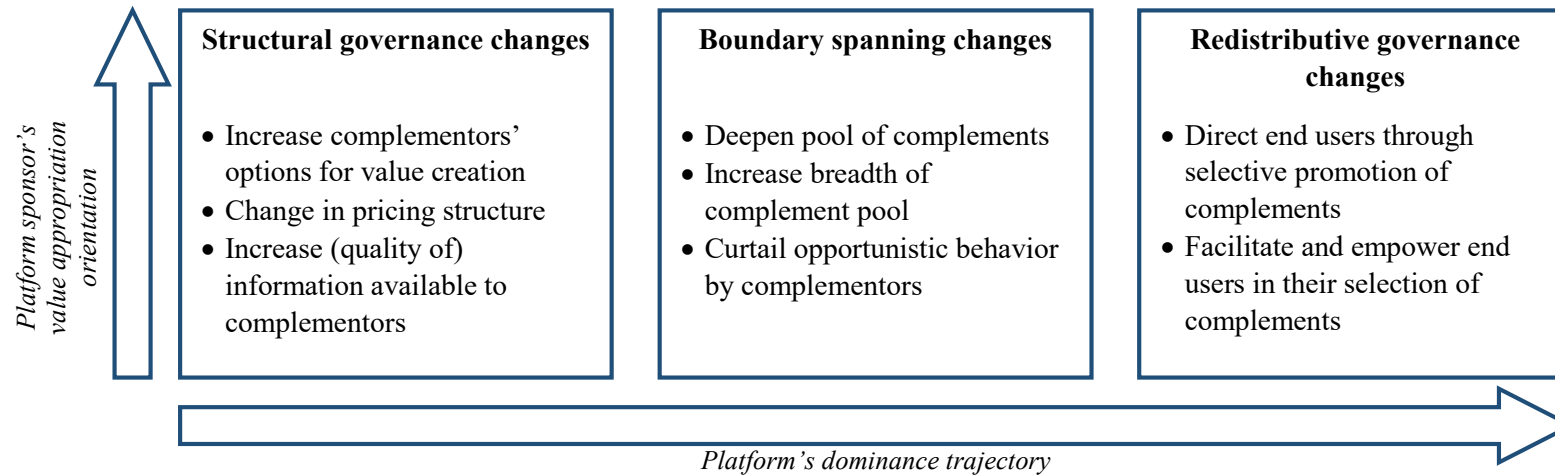 Platform sponsor's
value appropriation
orientation
Structural governance changes
• Increase complementors'
options for value creation
• Change in pricing structure
• Increase (quality of)
information available to
complementors
Boundary spanning changes
• Deepen pool of complements
• Increase breadth of
complement pool
• Curtail opportunistic behavior
by complementors
Redistributive governance
changes
• Direct end users through
selective promotion of
complements
• Facilitate and empower end
users in their selection of
complements
Platform's dominance trajectory